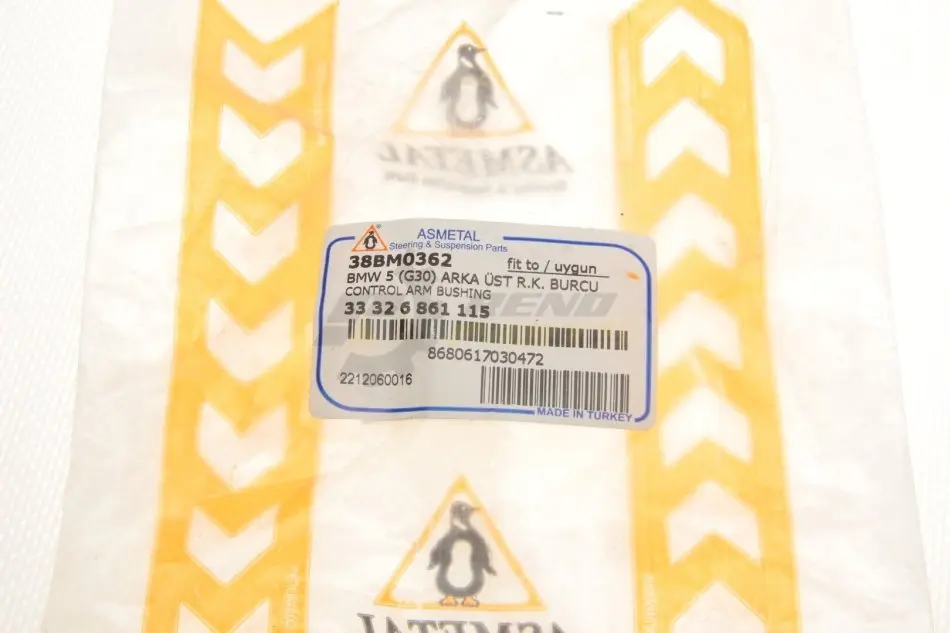 ASMETAL
ASMETAL
Steering & Suspension Parts
38BM0362
fit to / uygun
BMW 5 (G30) ARKA ÜST R.K. BURCU
CONTROL ARM BUSHING
33 32 6 861 115
8680617030472
2212060016
MADE IN TURKEY
ASMETAL